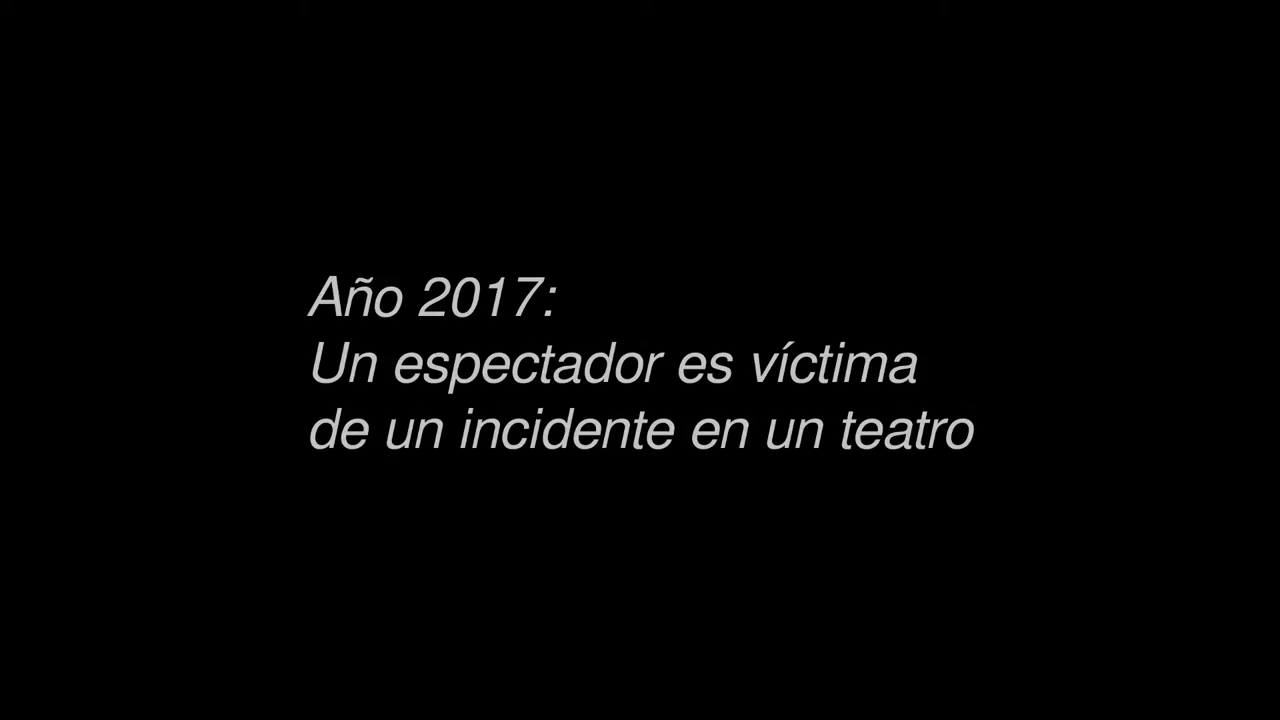 Año 2017:
Un espectador es víctima
de un incidente en un teatro